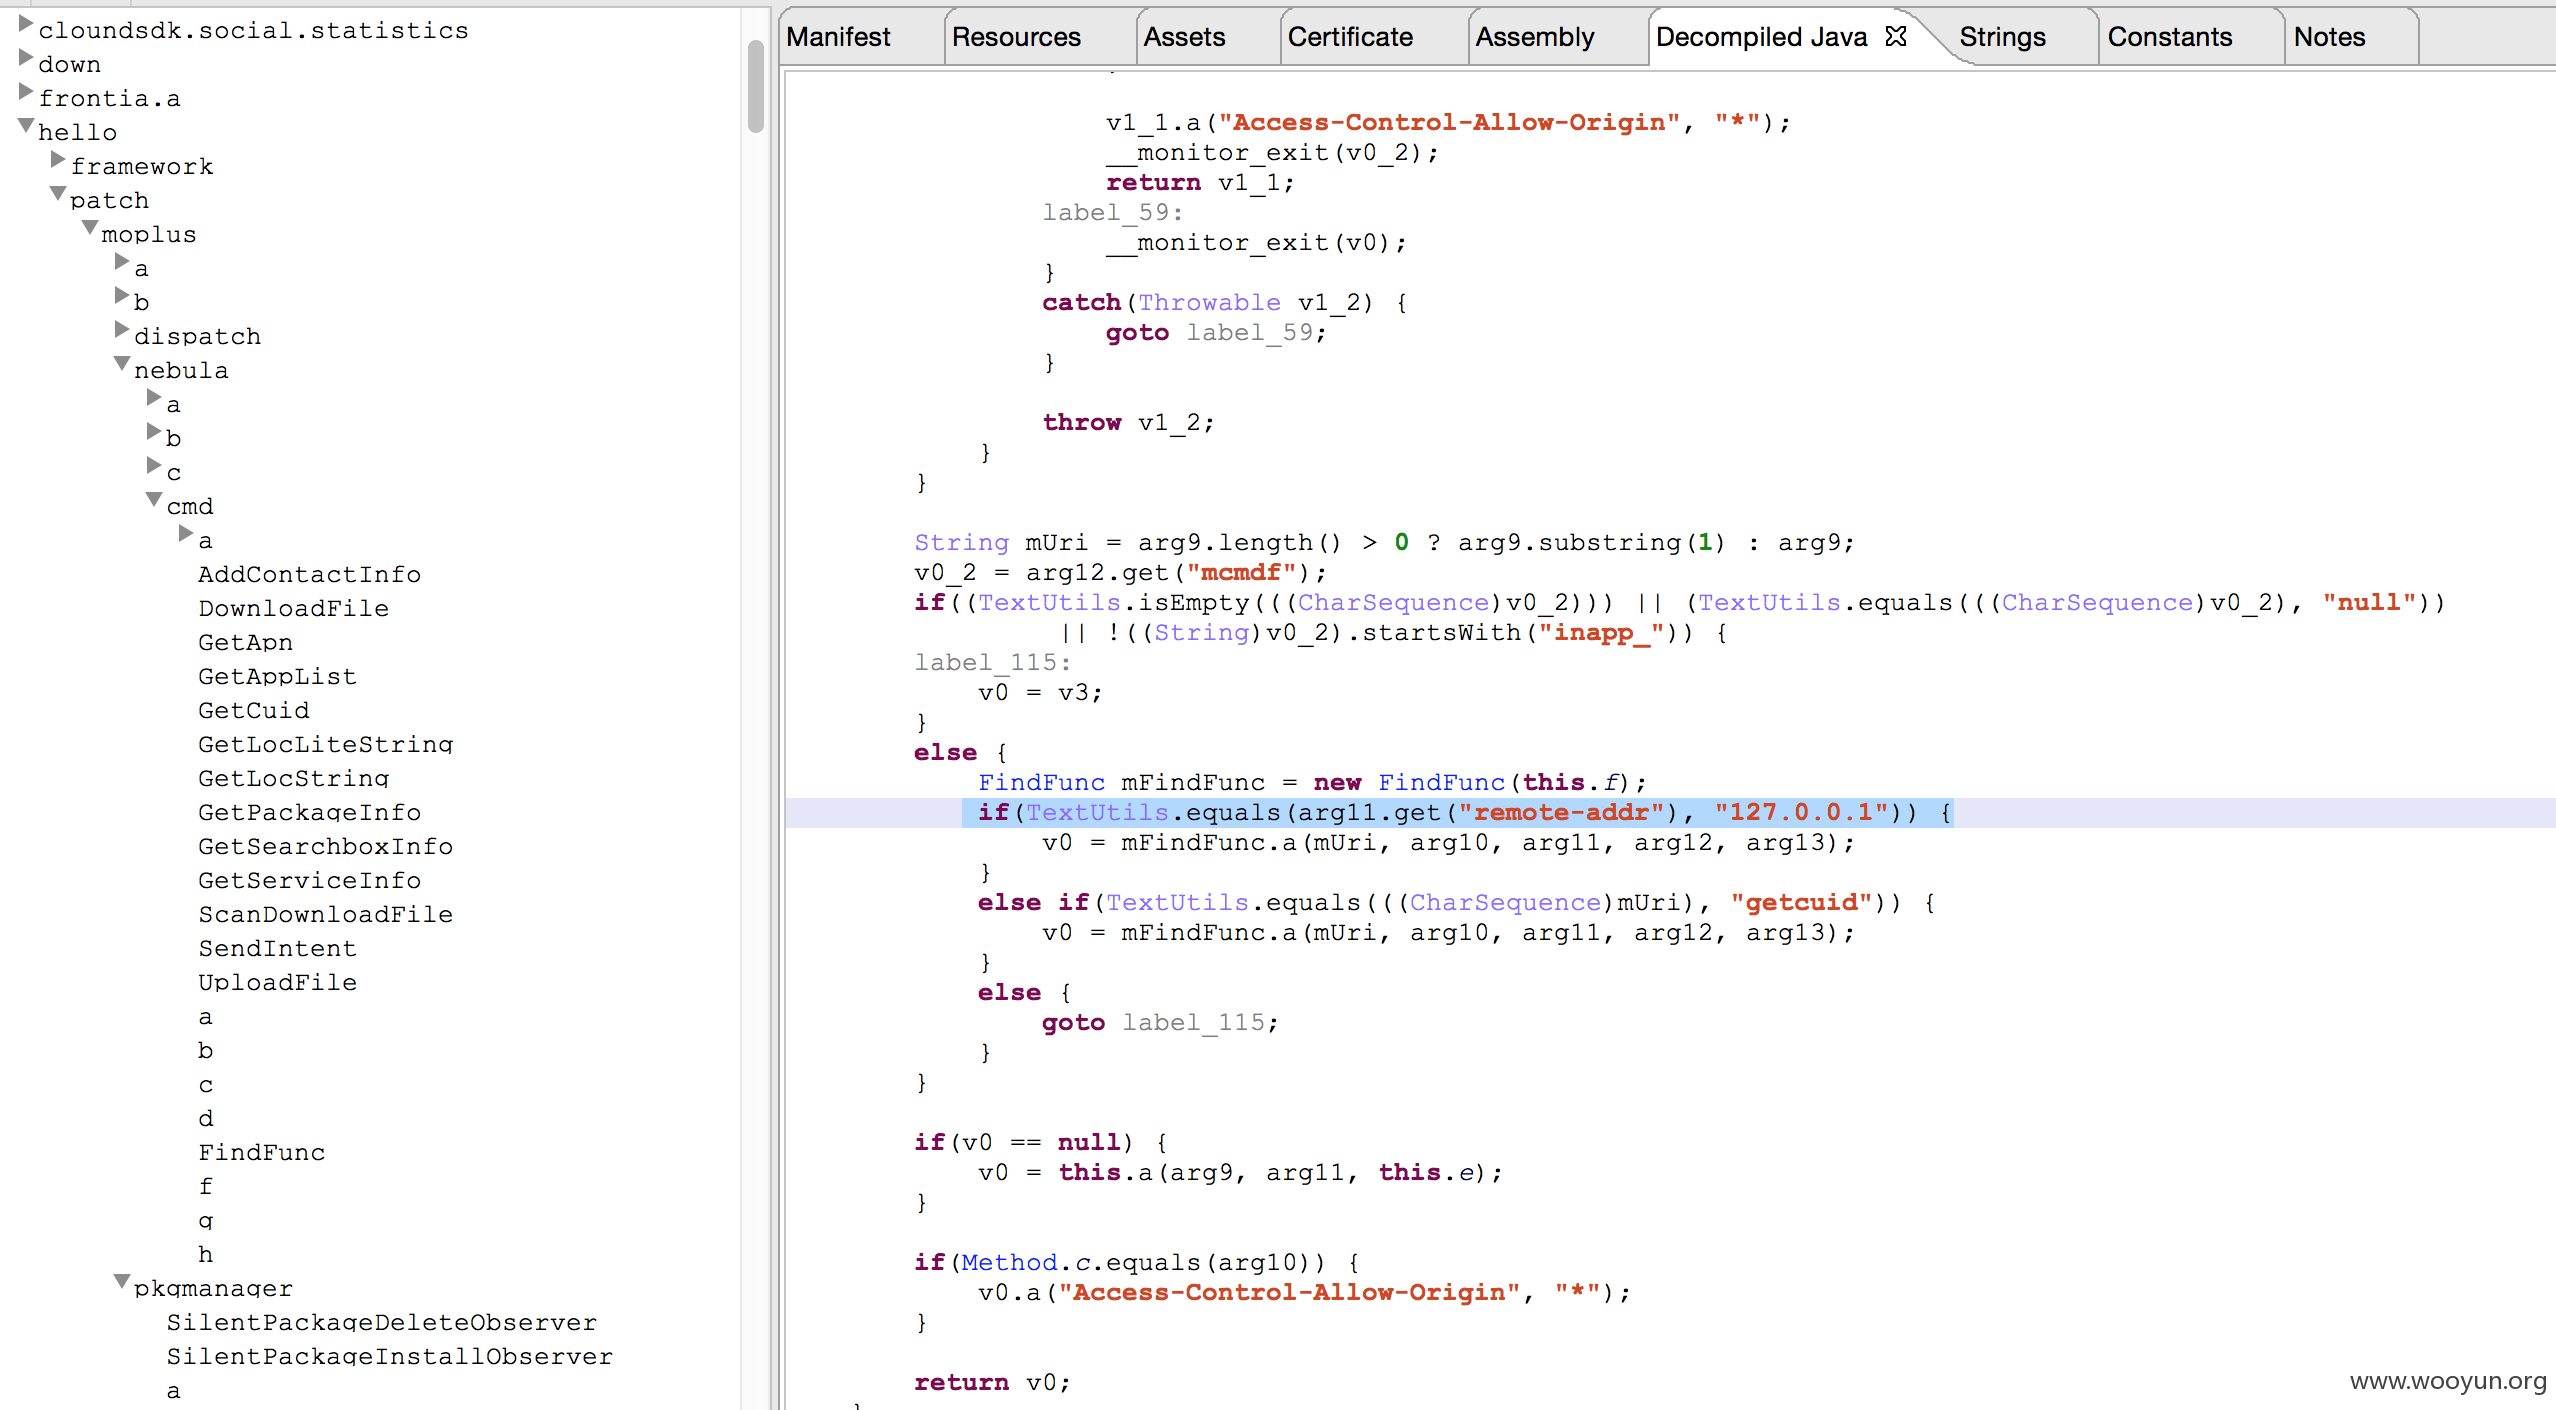 cloundsdk.social.statistics
down
frontia.a
hello
framework
patch
moplus
a
b
dispatch
nebula
a
b
c
cmd
a
AddContactInfo
DownloadFile
GetApn
GetAppList
GetCuid
GetLocLiteString
GetLocString
GetPackageInfo
GetSearchboxInfo
GetServiceInfo
ScanDownloadFile
SendIntent
UploadFile
a
b
c
d
FindFunc
f
g
h
pkgmanager
SilentPackageDeleteObserver
SilentPackageInstallObserver
a
Manifest Resources Assets Certificate Assembly Decompiled Java Strings Constants Notes
v1_1.a("Access-Control-Allow-Origin", "*");
__monitor_exit(v0_2);
return v1_1;
label_59:
__monitor_exit(v0);
}
catch(Throwable v1_2) {
goto label_59;
}
throw v1_2;
}
}
String mUri = arg9.length() > 0 ? arg9.substring(1) : arg9;
v0_2 = arg12.get("mcmdf");
if((TextUtils.isEmpty(((CharSequence)v0_2))) || (TextUtils.equals(((CharSequence)v0_2), "null"))
|| !((String)v0_2).startsWith("inapp_")) {
label_115:
v0 = v3;
}
else {
FindFunc mFindFunc = new FindFunc(this.f);
if(TextUtils.equals(arg11.get("remote-addr"), "127.0.0.1")) {
v0 = mFindFunc.a(mUri, arg10, arg11, arg12, arg13);
}
else if(TextUtils.equals(((CharSequence)mUri), "getcuid")) {
v0 = mFindFunc.a(mUri, arg10, arg11, arg12, arg13);
}
else {
goto label_115;
}
}
if(v0 == null) {
v0 = this.a(arg9, arg11, this.e);
}
if(Method.c.equals(arg10)) {
v0.a("Access-Control-Allow-Origin", "*");
}
return v0;
www.wooyun.org